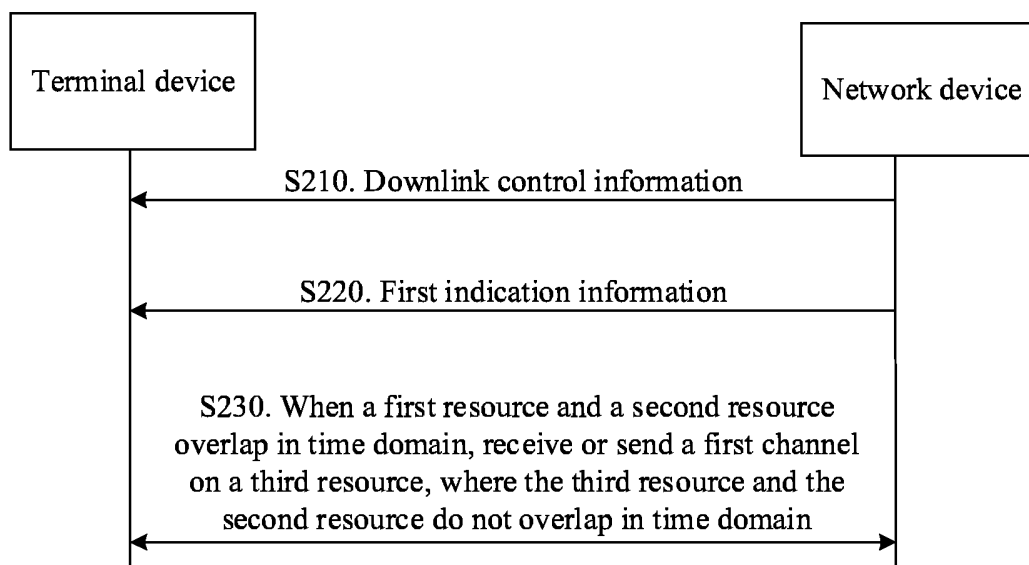 Terminal device
Network device
S210. Downlink control information
S220. First indication information
S230. When a first resource and a second resource
overlap in time domain, receive or send a first channel
on a third resource, where the third resource and the
second resource do not overlap in time domain